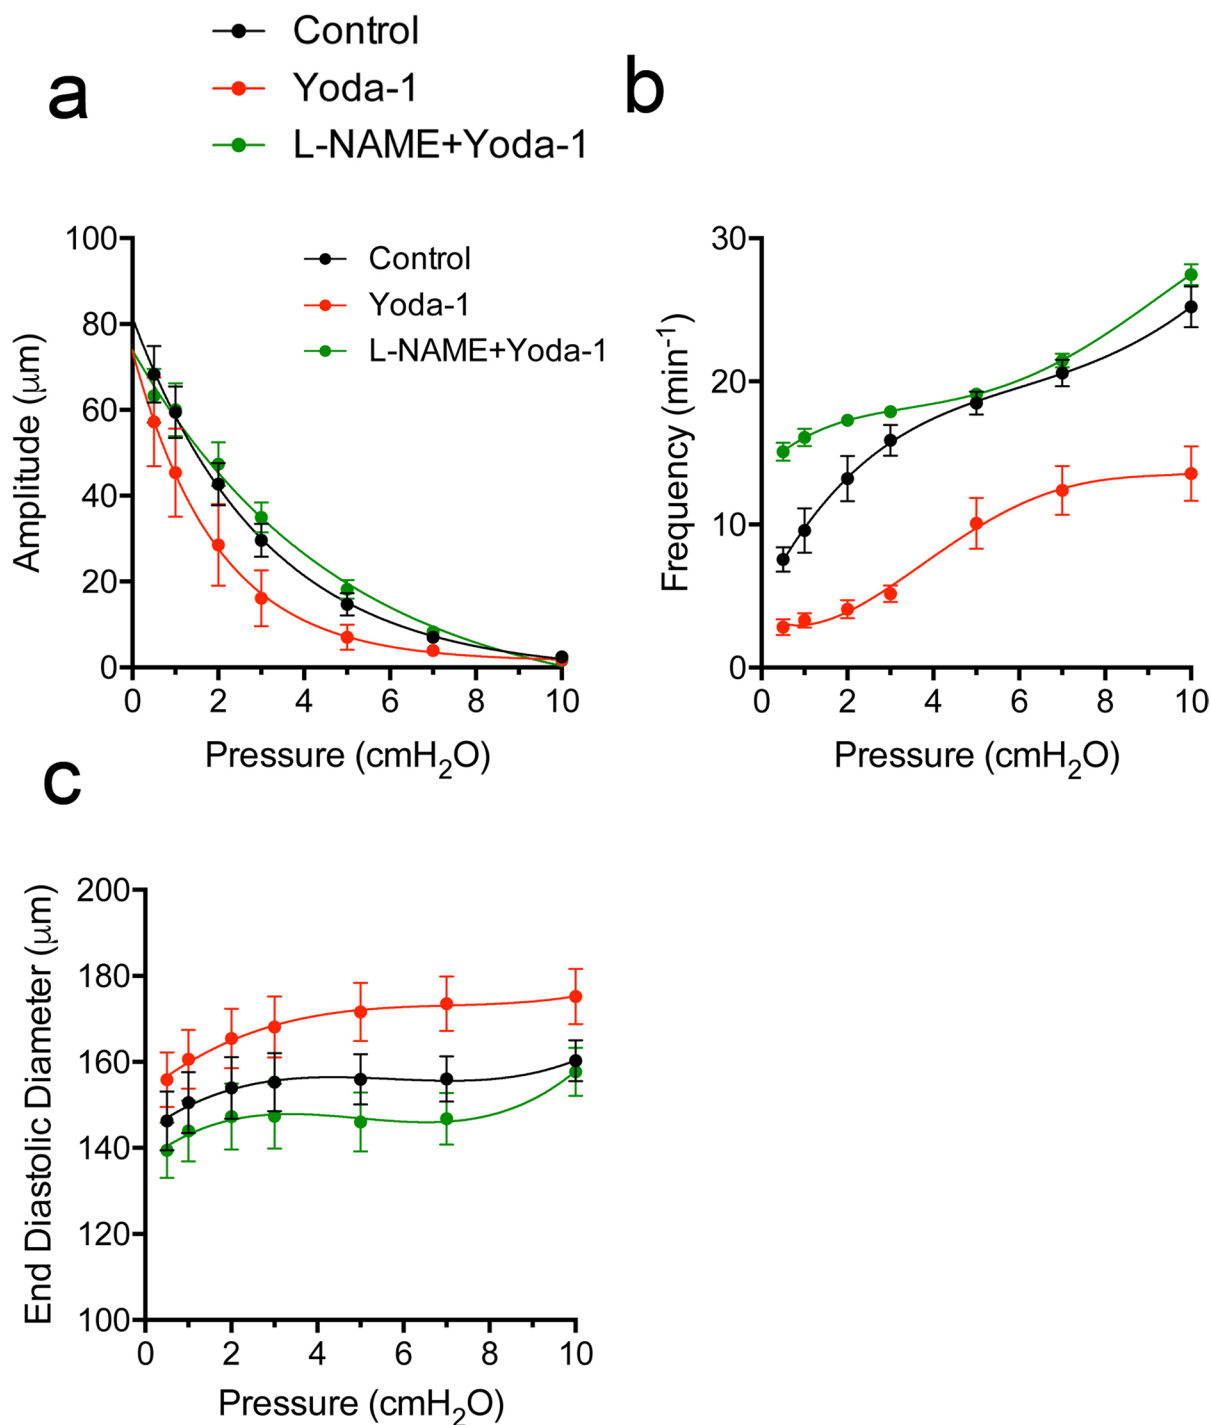 Control
Yoda-1
L-NAME+Yoda-1
a
100
80
60
40
20
0
Amplitude (μm)
Control
Yoda-1
L-NAME+Yoda-1
0 2 4 6 8 10
Pressure (cmH₂O)
b
30
20
10
0
Frequency (min⁻¹)
0 2 4 6 8 10
Pressure (cmH₂O)
c
200
180
160
140
120
100
End Diastolic Diameter (μm)
0 2 4 6 8 10
Pressure (cmH₂O)